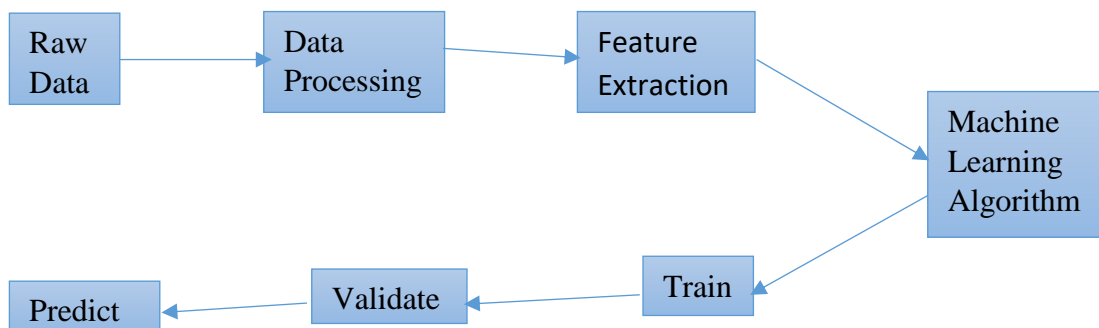 Raw
Data
Data
Processing
Feature
Extraction
Machine
Learning
Algorithm
Train
Validate
Predict